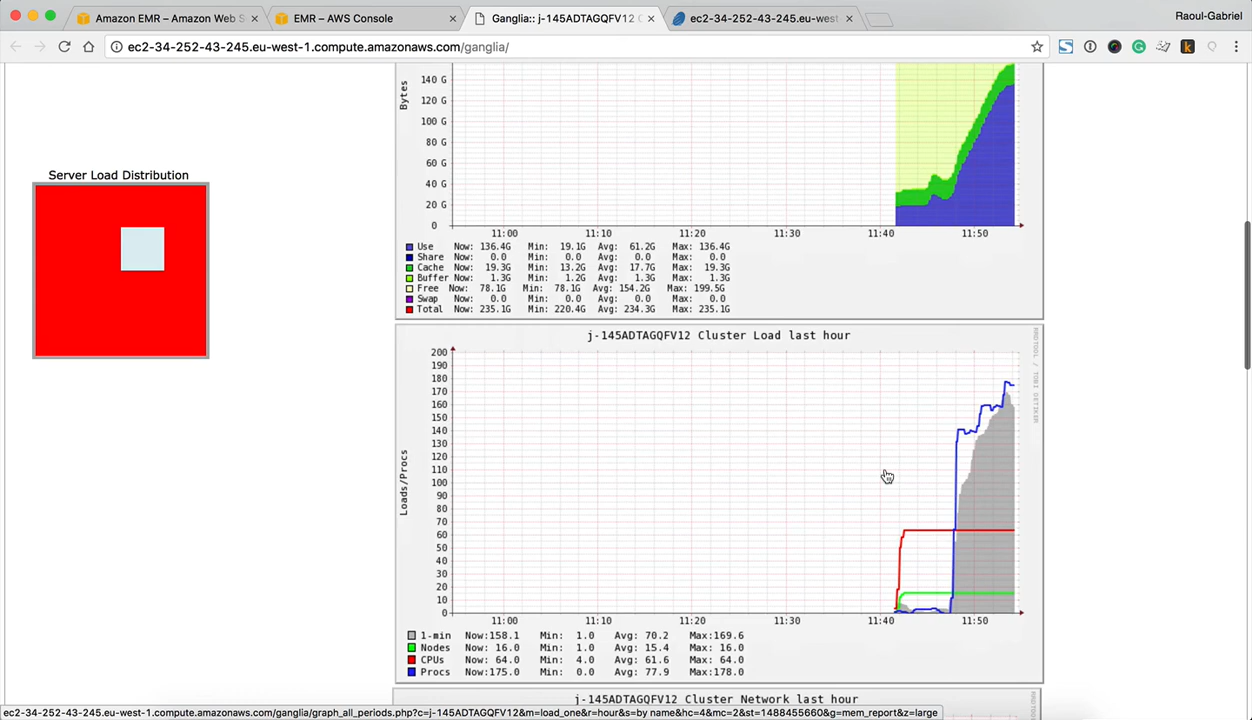 Amazon EMR – Amazon Web S
EMR – AWS Console
Ganglia:: j-145ADTAGQFV12 C
ec2-34-252-43-245.eu-west-1
Raoul-Gabriel
ec2-34-252-43-245.eu-west-1.compute.amazonaws.com/ganglia/
Server Load Distribution
Bytes
140 G
120 G
100 G
80 G
60 G
40 G
20 G
0
11:00 11:10 11:20 11:30 11:40 11:50
Use Now: 136.4G Min: 19.1G Avg: 61.2G Max: 136.4G
Share Now: 0.0 Min: 0.0 Avg: 0.0 Max: 0.0
Cache Now: 19.3G Min: 13.2G Avg: 17.7G Max: 19.3G
Buffer Now: 1.3G Min: 1.2G Avg: 1.3G Max: 1.3G
Free Now: 78.1G Min: 78.1G Avg: 154.2G Max: 199.5G
Swap Now: 0.0 Min: 0.0 Avg: 0.0 Max: 0.0
Total Now: 235.1G Min: 220.4G Avg: 234.3G Max: 235.1G
j-145ADTAGQFV12 Cluster Load last hour
RRDTOOL / TOBI OETIKER
Loads/Procs
200
190
180
170
160
150
140
130
120
110
100
90
80
70
60
50
40
30
20
10
0
11:00 11:10 11:20 11:30 11:40 11:50
1-min Now:158.1 Min: 1.0 Avg: 70.2 Max:169.6
Nodes Now: 16.0 Min: 1.0 Avg: 15.4 Max: 16.0
CPUs Now: 64.0 Min: 4.0 Avg: 61.6 Max: 64.0
Procs Now:175.0 Min: 0.0 Avg: 77.9 Max:178.0
j-145ADTAGQFV12 Cluster Network last hour
ec2-34-252-43-245.eu-west-1.compute.amazonaws.com/ganglia/graph_all_periods.php?c=j-145ADTAGQFV12&m=load_one&r=hour&s=by name&hc=4&mc=2&st=1488455660&g=mem_report&z=large